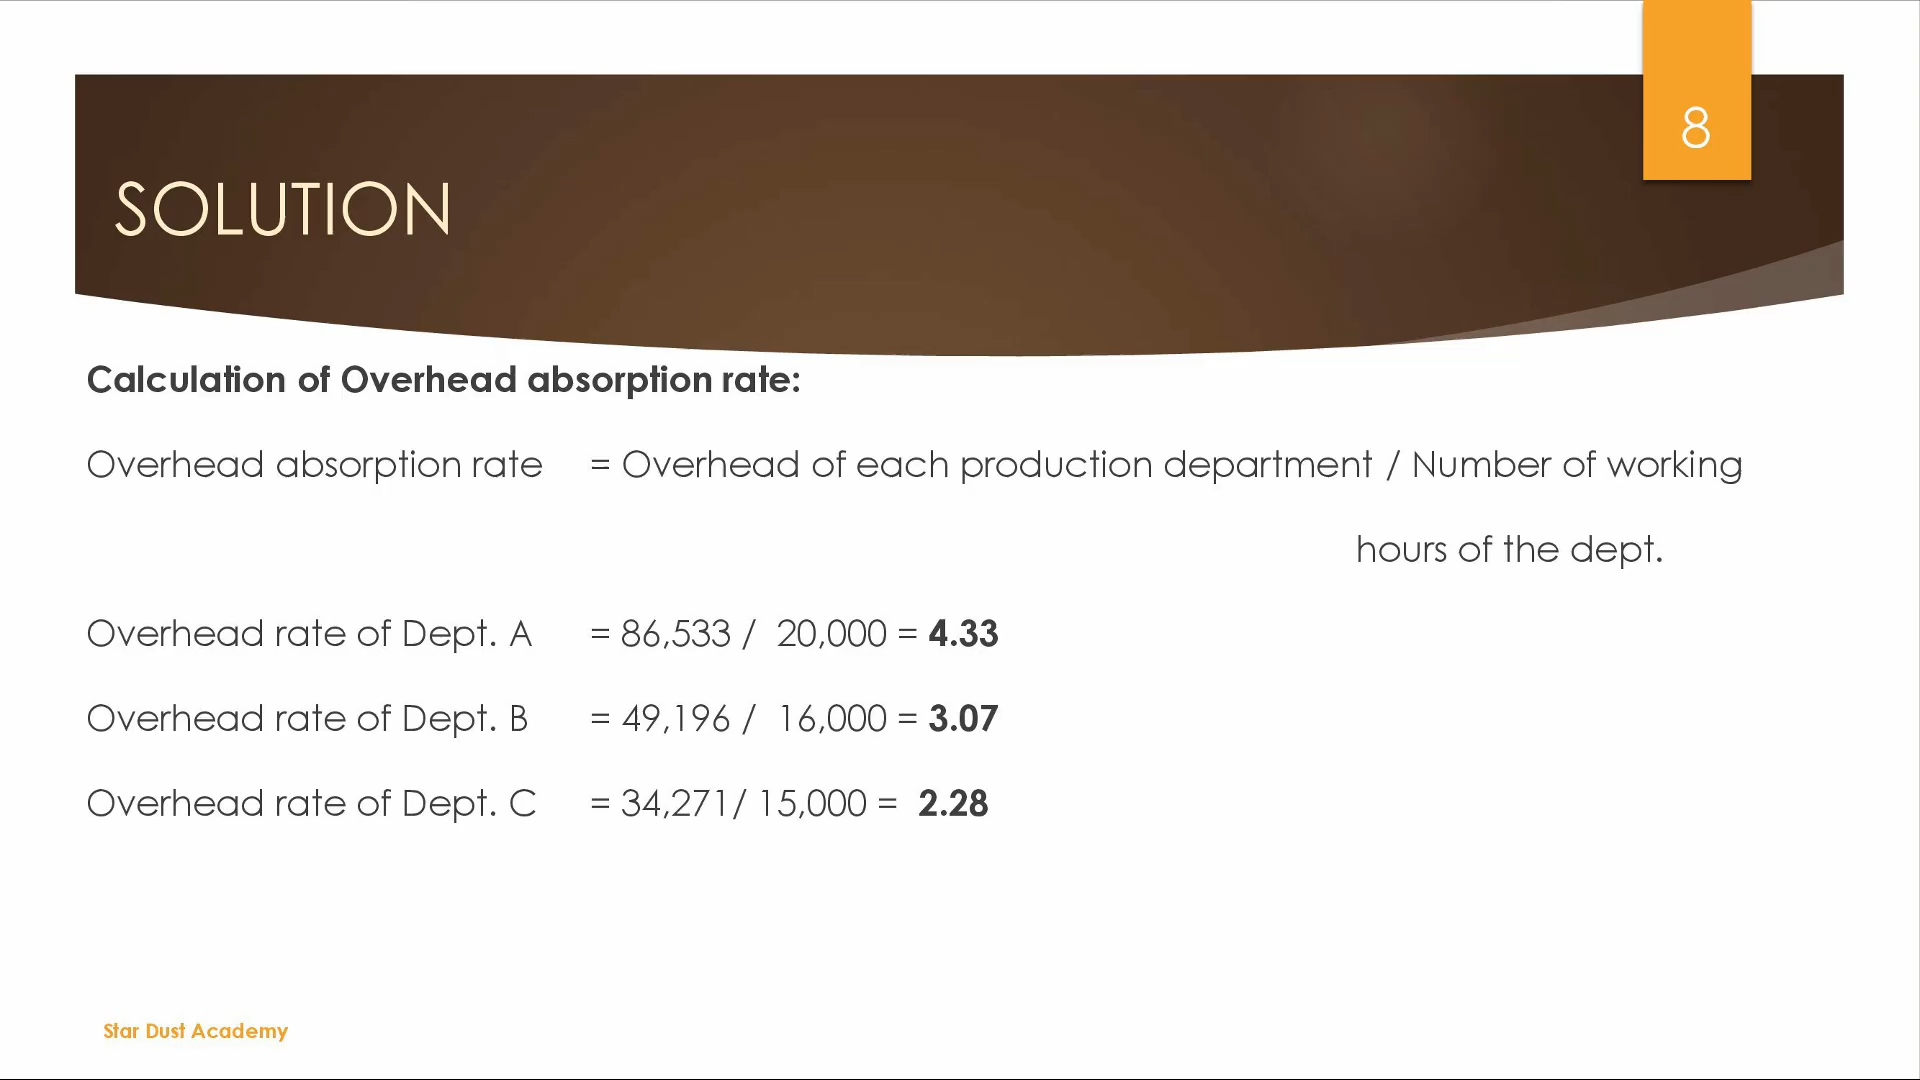 8
SOLUTION
Calculation of Overhead absorption rate:
Overhead absorption rate = Overhead of each production department / Number of working
hours of the dept.
Overhead rate of Dept. A = 86,533 / 20,000 = 4.33
Overhead rate of Dept. B = 49,196 / 16,000 = 3.07
Overhead rate of Dept. C = 34,271/ 15,000 = 2.28
Star Dust Academy